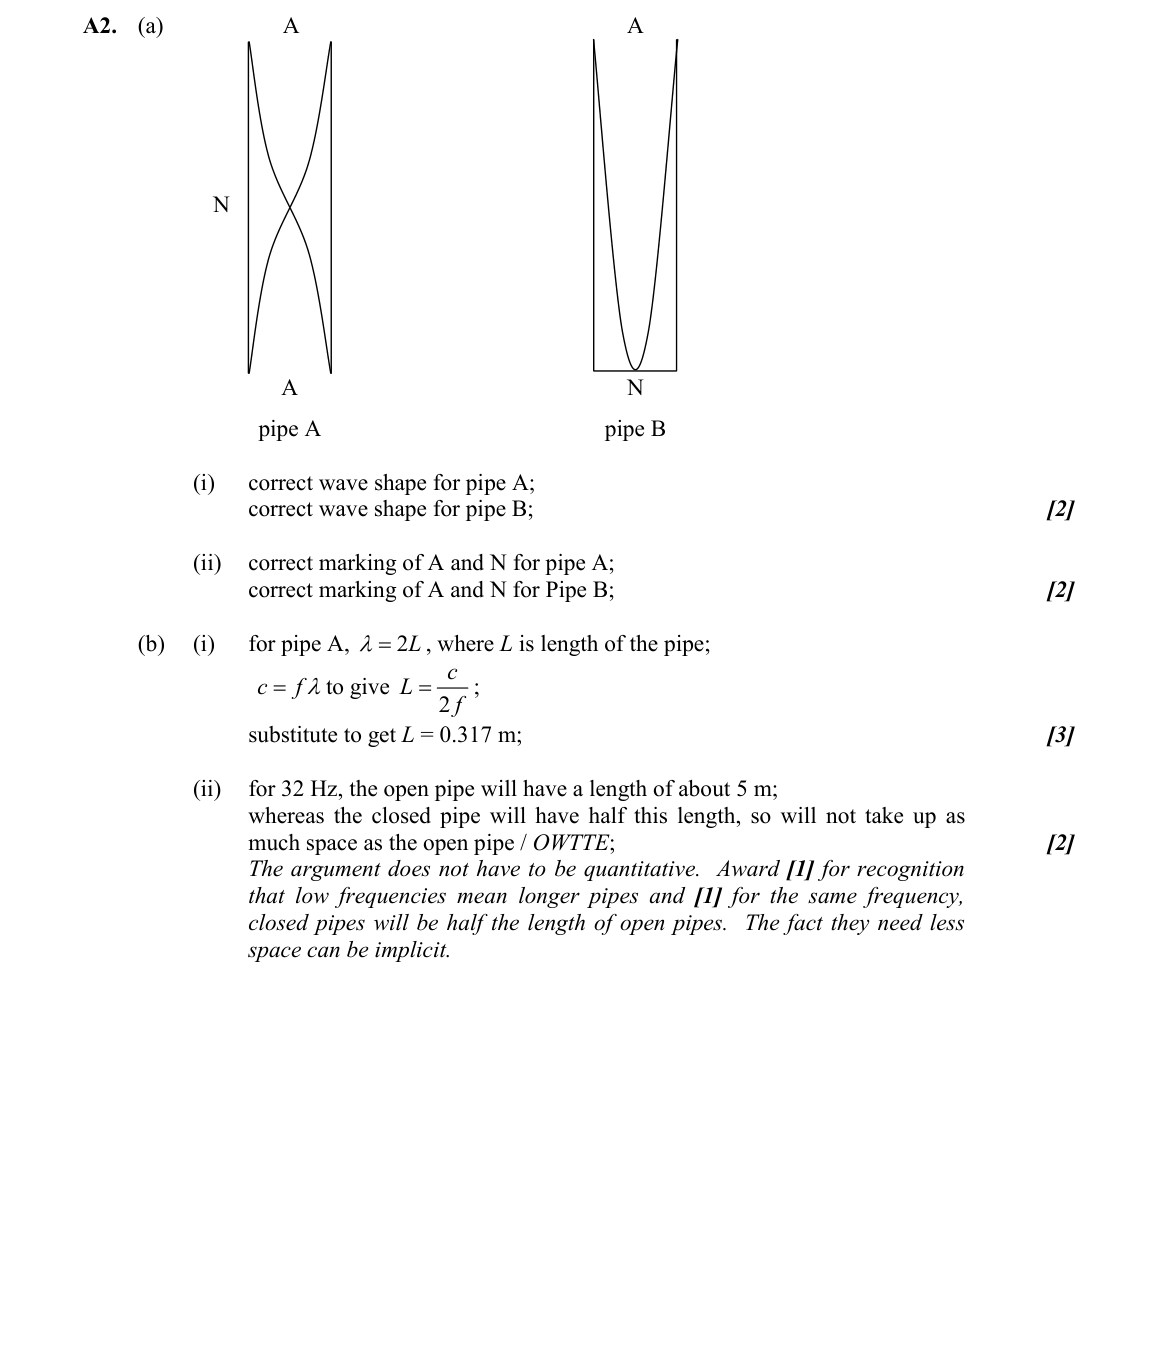 A2. (a)
A
A
N
A
N
pipe A
pipe B
(i) correct wave shape for pipe A;
correct wave shape for pipe B; [2]
(ii) correct marking of A and N for pipe A;
correct marking of A and N for Pipe B; [2]
(b) (i) for pipe A, λ = 2L , where L is length of the pipe;
c = f λ to give L = c / 2 f ;
substitute to get L = 0.317 m; [3]
(ii) for 32 Hz, the open pipe will have a length of about 5 m;
whereas the closed pipe will have half this length, so will not take up as
much space as the open pipe / OWTTE; [2]
The argument does not have to be quantitative. Award [1] for recognition
that low frequencies mean longer pipes and [1] for the same frequency,
closed pipes will be half the length of open pipes. The fact they need less
space can be implicit.